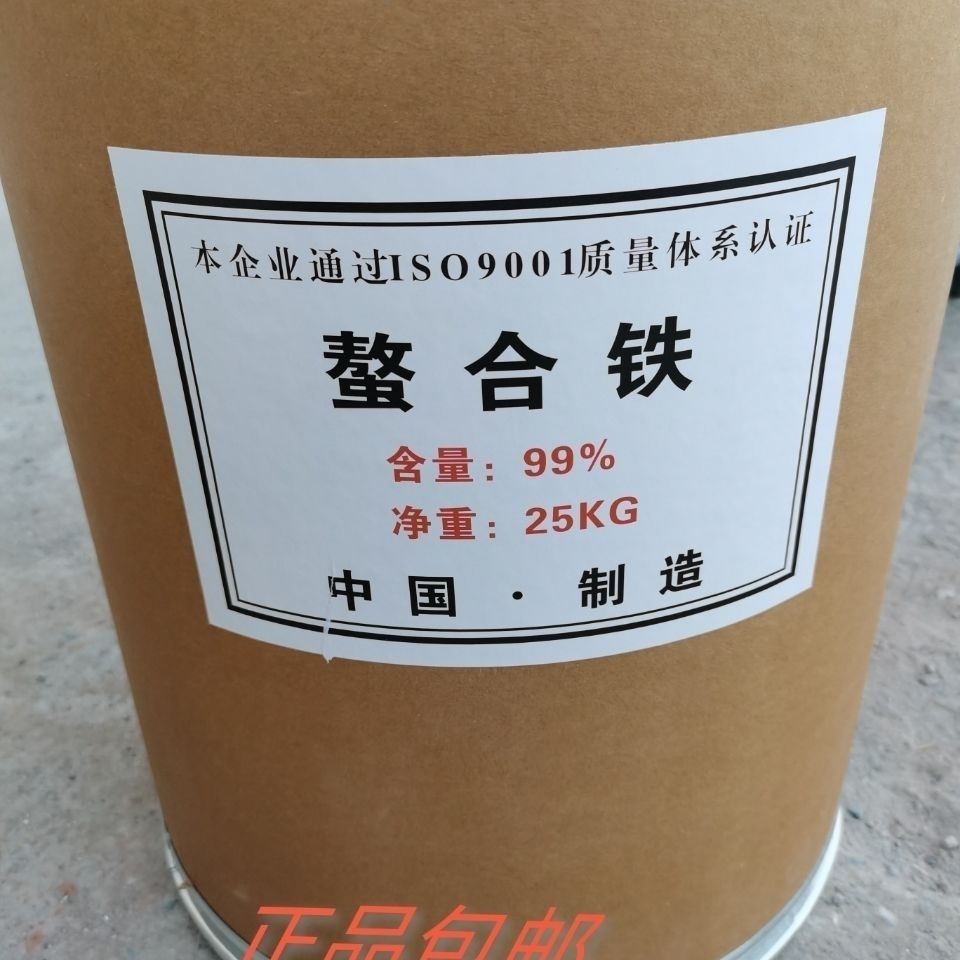 本企业通过ISO9001质量体系认证
螯合铁
含量：99%
净重：25KG
中国·制造
正品包邮